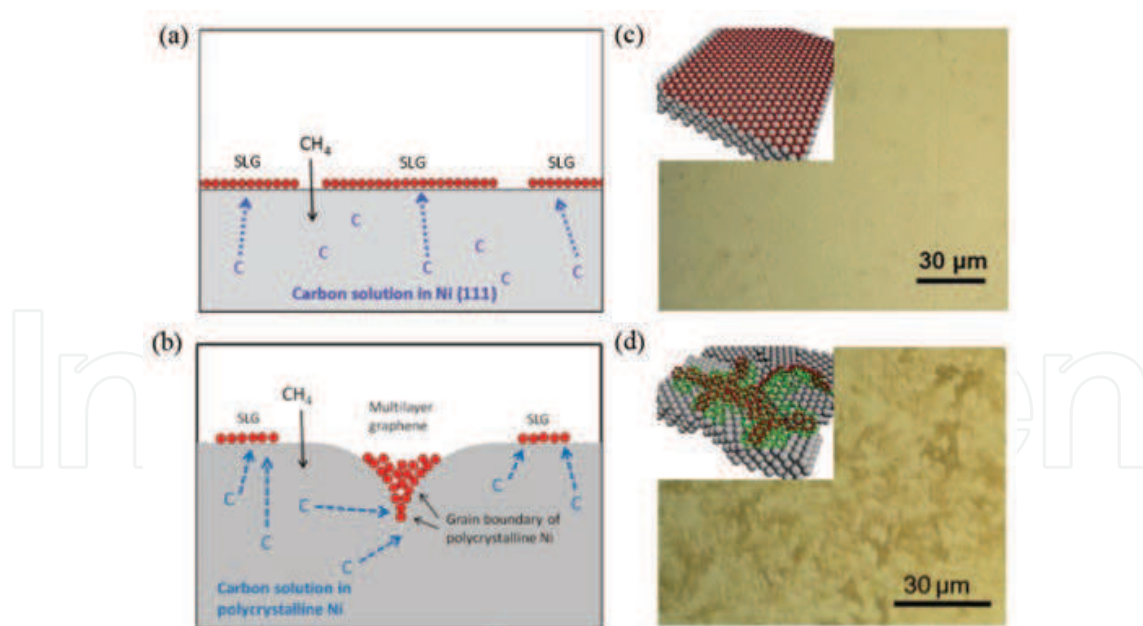 (a)
CH₄
SLG
SLG
SLG
C
C
C
C
C
C
C
Carbon solution in Ni (111)
(c)
30 µm
(b)
CH₄
Multilayer
graphene
SLG
SLG
C
C
C
C
C
C
Grain boundary of
polycrystalline Ni
Carbon solution in
polycrystalline Ni
(d)
30 µm